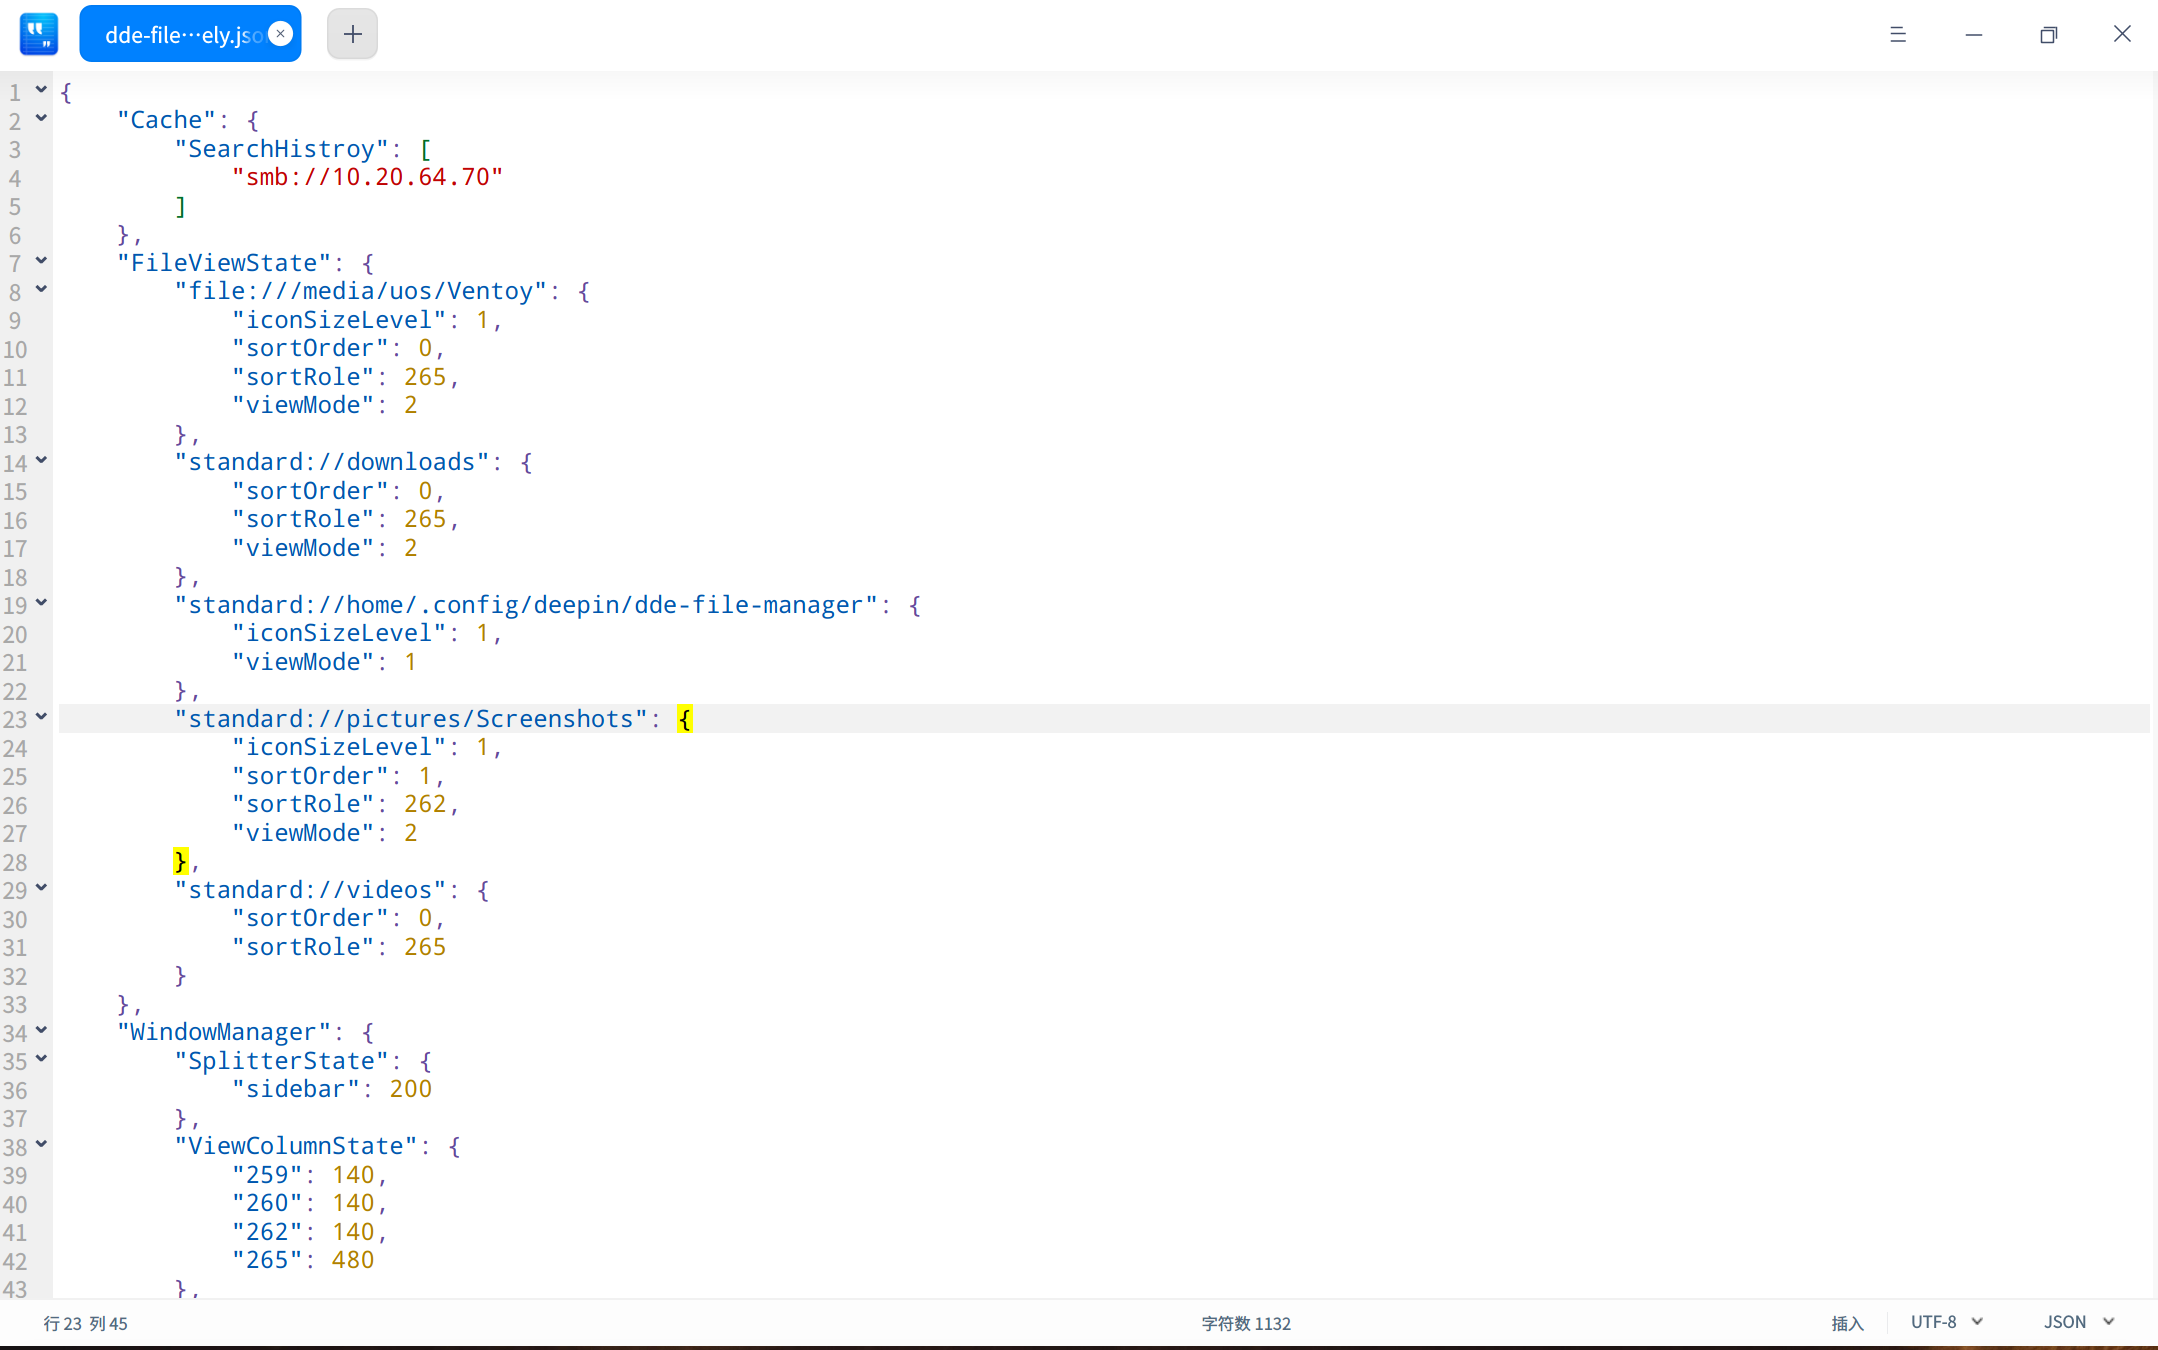 dde-file···ely.jso
1 {
2     "Cache": {
3         "SearchHistroy": [
4             "smb://10.20.64.70"
5         ]
6     },
7     "FileViewState": {
8         "file:///media/uos/Ventoy": {
9             "iconSizeLevel": 1,
10             "sortOrder": 0,
11             "sortRole": 265,
12             "viewMode": 2
13         },
14         "standard://downloads": {
15             "sortOrder": 0,
16             "sortRole": 265,
17             "viewMode": 2
18         },
19         "standard://home/.config/deepin/dde-file-manager": {
20             "iconSizeLevel": 1,
21             "viewMode": 1
22         },
23         "standard://pictures/Screenshots": {
24             "iconSizeLevel": 1,
25             "sortOrder": 1,
26             "sortRole": 262,
27             "viewMode": 2
28         },
29         "standard://videos": {
30             "sortOrder": 0,
31             "sortRole": 265
32         }
33     },
34     "WindowManager": {
35         "SplitterState": {
36             "sidebar": 200
37         },
38         "ViewColumnState": {
39             "259": 140,
40             "260": 140,
41             "262": 140,
42             "265": 480
43         },
行 23 列 45 字符数 1132 插入 UTF-8 JSON